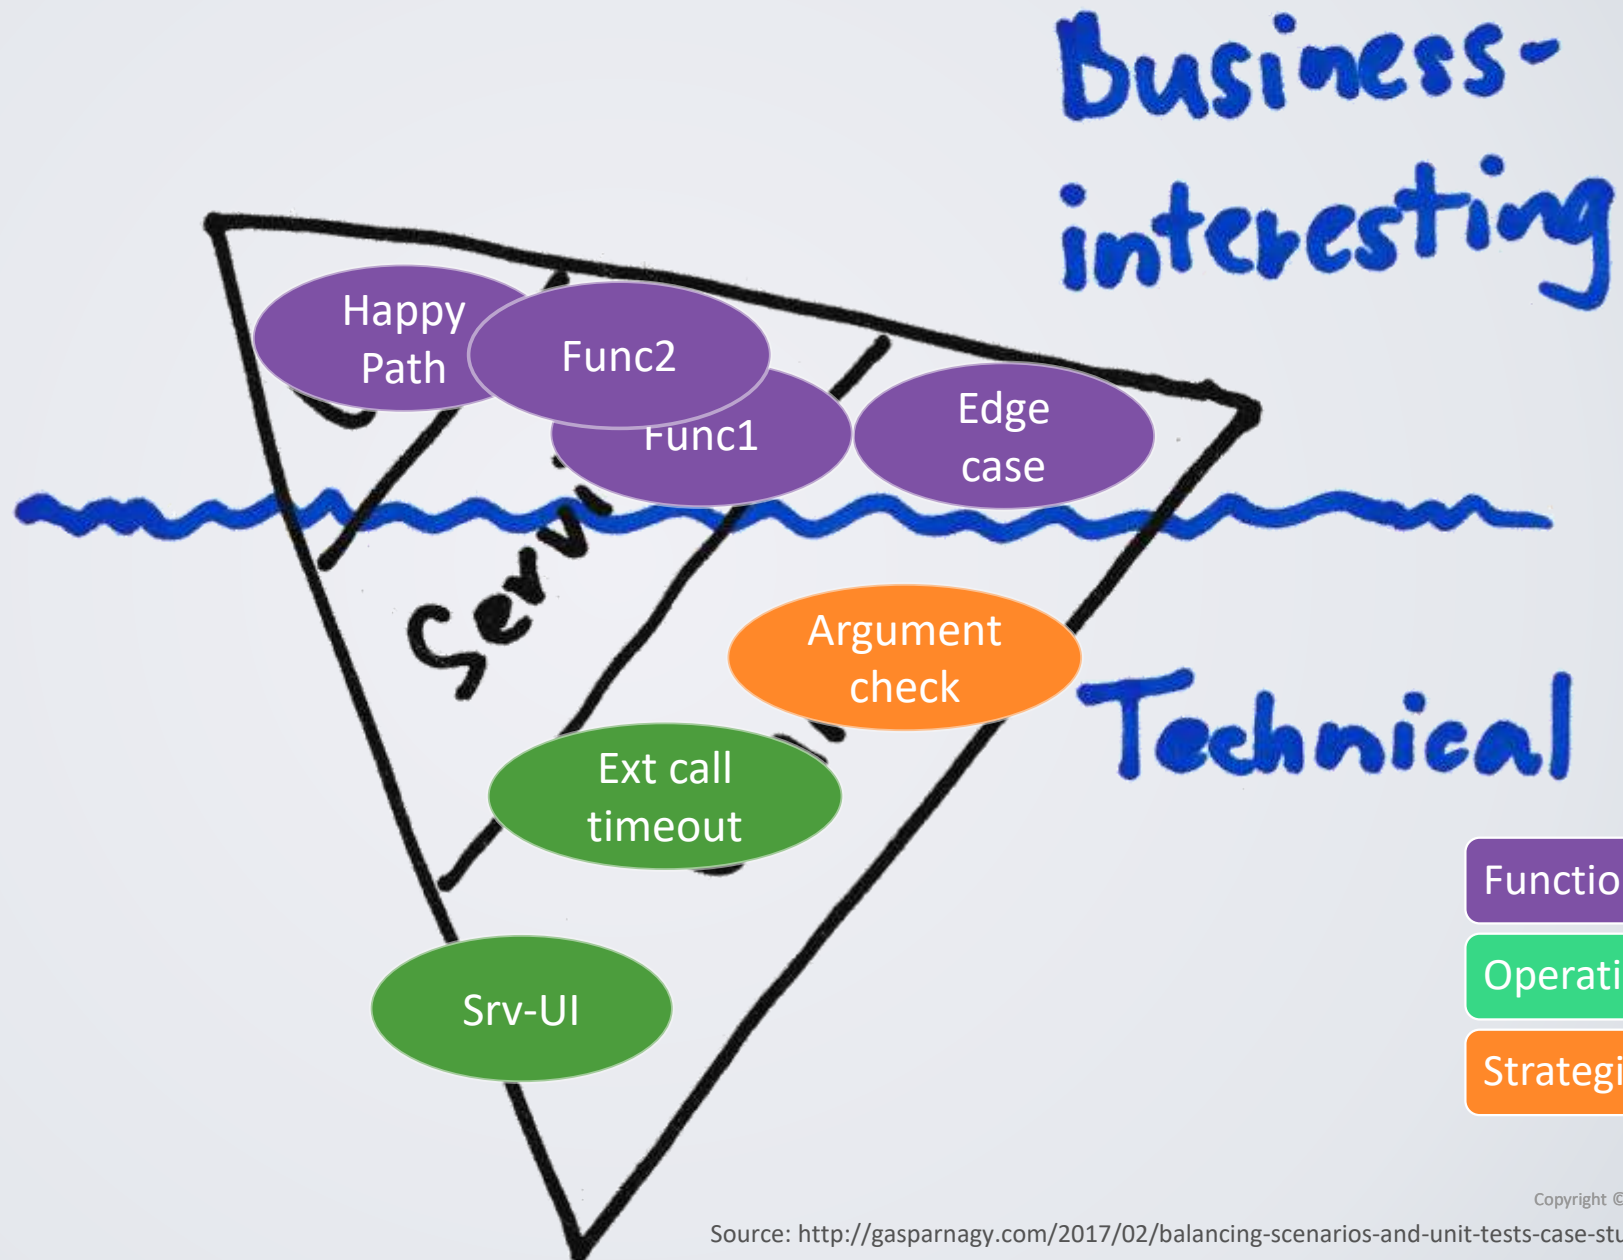 Business-
interesting
Happy
Path
Func2
Func1
Edge
case
Servi
Argument
check
Technical
Ext call
timeout
Functio
Operati
Strategi
Srv-UI
Copyright ©
Source: http://gasparnagy.com/2017/02/balancing-scenarios-and-unit-tests-case-stu